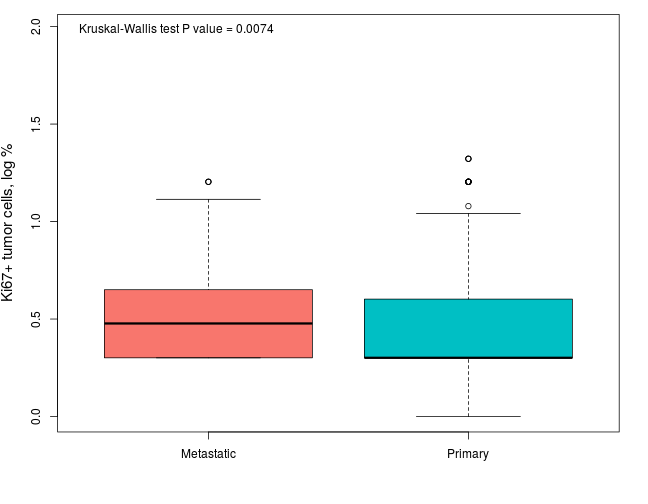 Kruskal-Wallis test P value = 0.0074
Ki67+ tumor cells, log %
2.0
1.5
1.0
0.5
0.0
Metastatic
Primary